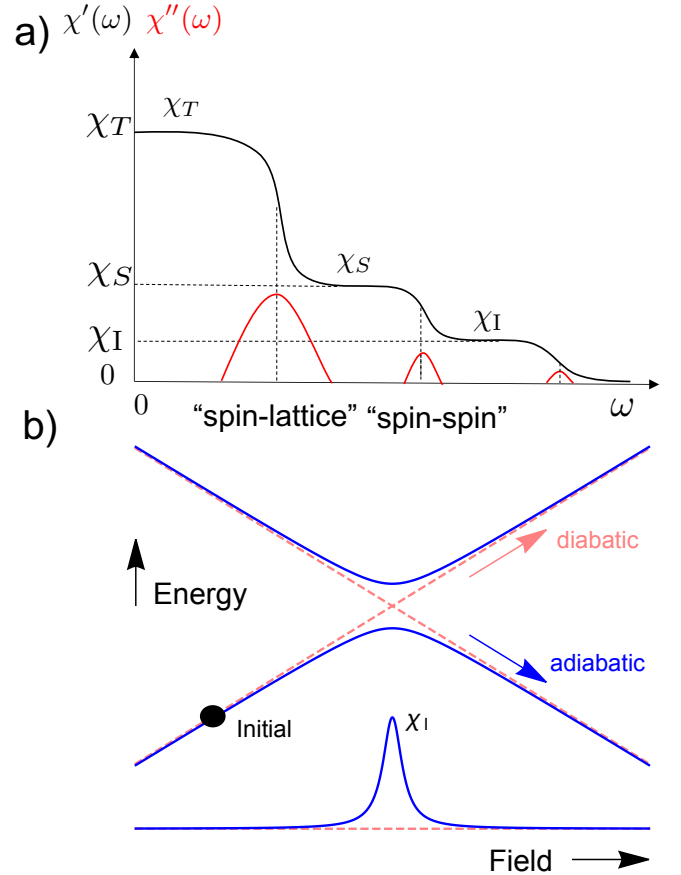 a) χ′(ω) χ′′(ω)
χT
χT
χS
χS
χI
χI
0
0 "spin-lattice" "spin-spin" ω
b)
diabatic
Energy
adiabatic
Initial
χI
Field